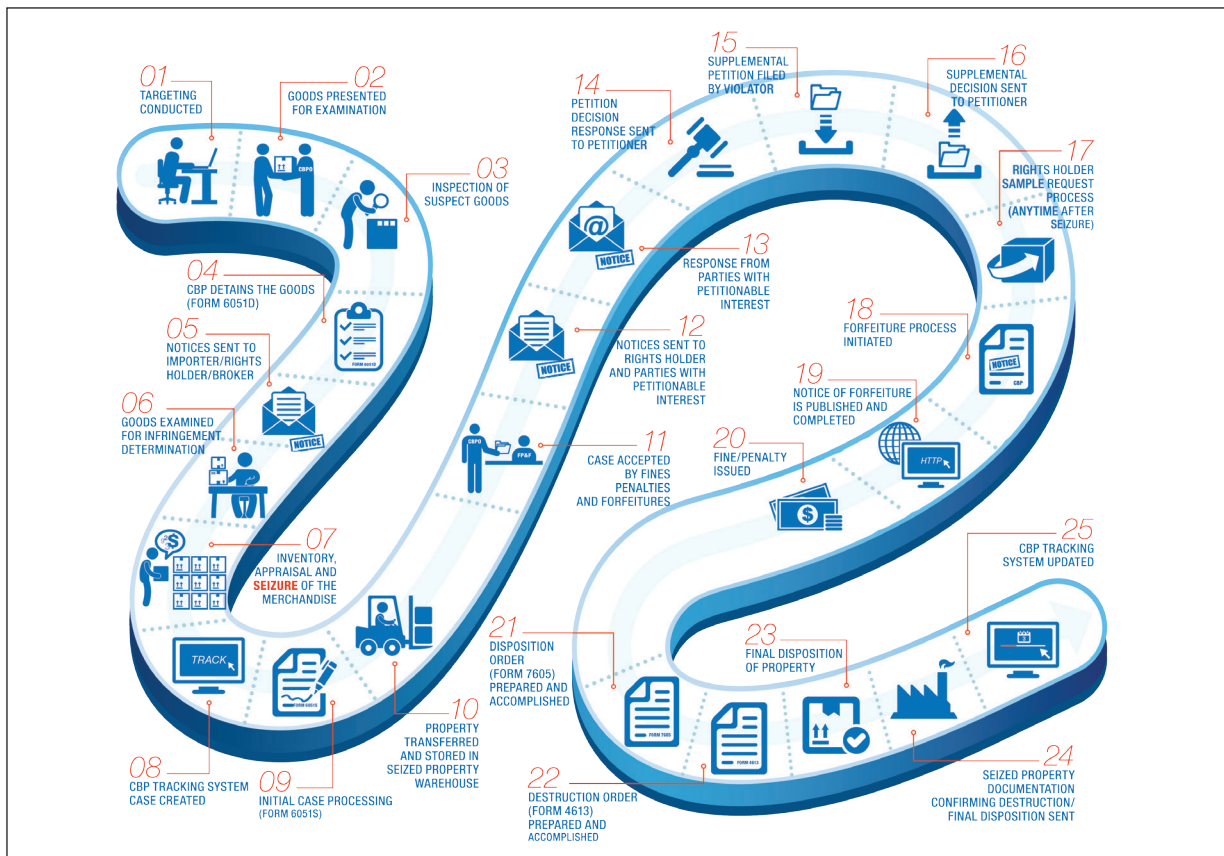 01
TARGETING
CONDUCTED
02
GOODS PRESENTED
FOR EXAMINATION
CBPO
03
INSPECTION OF
SUSPECT GOODS
04
CBP DETAINS THE GOODS
(FORM 6051D)
FORM 6051D
05
NOTICES SENT TO
IMPORTER/RIGHTS
HOLDER/BROKER
NOTICE
06
GOODS EXAMINED
FOR INFRINGEMENT
DETERMINATION
07
INVENTORY,
APPRAISAL AND
SEIZURE OF THE
MERCHANDISE
$
TRACK
08
CBP TRACKING SYSTEM
CASE CREATED
FORM 6051S
09
INITIAL CASE PROCESSING
(FORM 6051S)
10
PROPERTY
TRANSFERRED
AND STORED IN
SEIZED PROPERTY
WAREHOUSE
CBPO
FP&F
11
CASE ACCEPTED
BY FINES
PENALTIES
AND FORFEITURES
NOTICE
12
NOTICES SENT TO
RIGHTS HOLDER
AND PARTIES WITH
PETITIONABLE
INTEREST
@
NOTICE
13
RESPONSE FROM
PARTIES WITH
PETITIONABLE
INTEREST
14
PETITION
DECISION
RESPONSE SENT
TO PETITIONER
15
SUPPLEMENTAL
PETITION FILED
BY VIOLATOR
16
SUPPLEMENTAL
DECISION SENT
TO PETITIONER
17
RIGHTS HOLDER
SAMPLE REQUEST
PROCESS
(ANYTIME AFTER
SEIZURE)
18
FORFEITURE PROCESS
INITIATED
NOTICE
CBP
19
NOTICE OF FORFEITURE
IS PUBLISHED AND
COMPLETED
HTTP
20
FINE/PENALTY
ISSUED
$
21
DISPOSITION
ORDER
(FORM 7605)
PREPARED AND
ACCOMPLISHED
FORM 7605
22
DESTRUCTION ORDER
(FORM 4613)
PREPARED AND
ACCOMPLISHED
FORM 4613
23
FINAL DISPOSITION
OF PROPERTY
24
SEIZED PROPERTY
DOCUMENTATION
CONFIRMING DESTRUCTION/
FINAL DISPOSITION SENT
25
CBP TRACKING
SYSTEM UPDATED